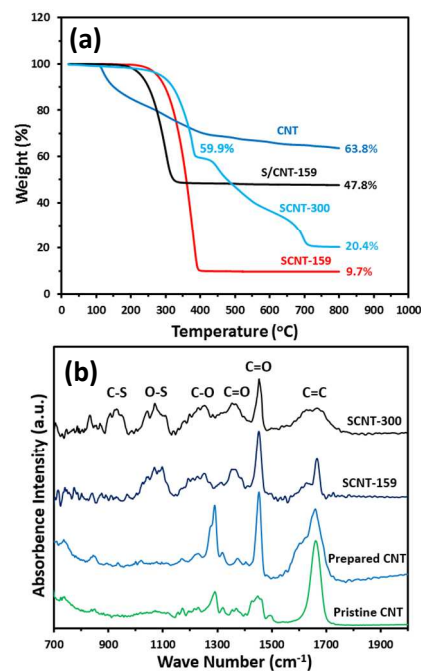 (a)
Weight (%)
120
100
80
60
40
20
0
CNT
59.9%
63.8%
S/CNT-159
47.8%
SCNT-300
20.4%
SCNT-159
9.7%
0 100 200 300 400 500 600 700 800 900 1000
Temperature (°C)
(b)
Absorbence Intensity (a.u.)
C=O
C-S O-S C-O C=O C=C
SCNT-300
SCNT-159
Prepared CNT
Pristine CNT
700 900 1100 1300 1500 1700 1900
Wave Number (cm⁻¹)